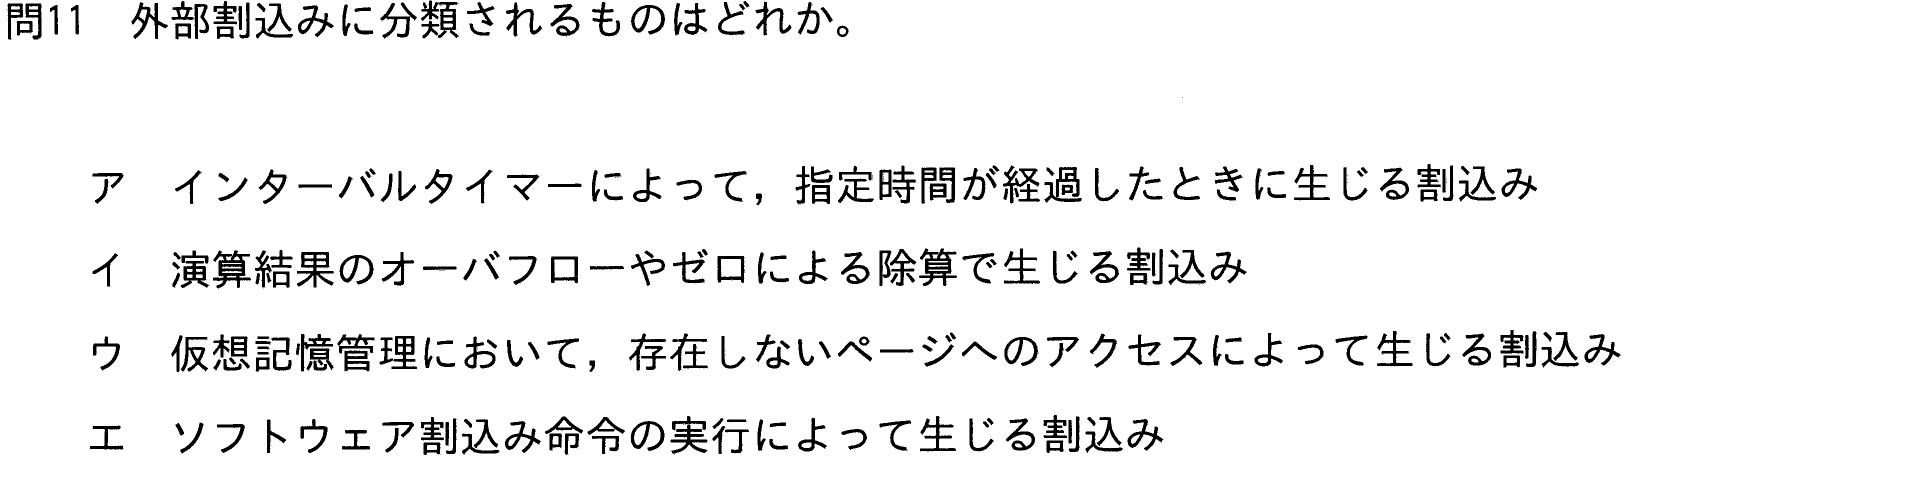 問11　外部割込みに分類されるものはどれか。
ア　インターバルタイマーによって，指定時間が経過したときに生じる割込み
イ　演算結果のオーバフローやゼロによる除算で生じる割込み
ウ　仮想記憶管理において，存在しないページへのアクセスによって生じる割込み
エ　ソフトウェア割込み命令の実行によって生じる割込み